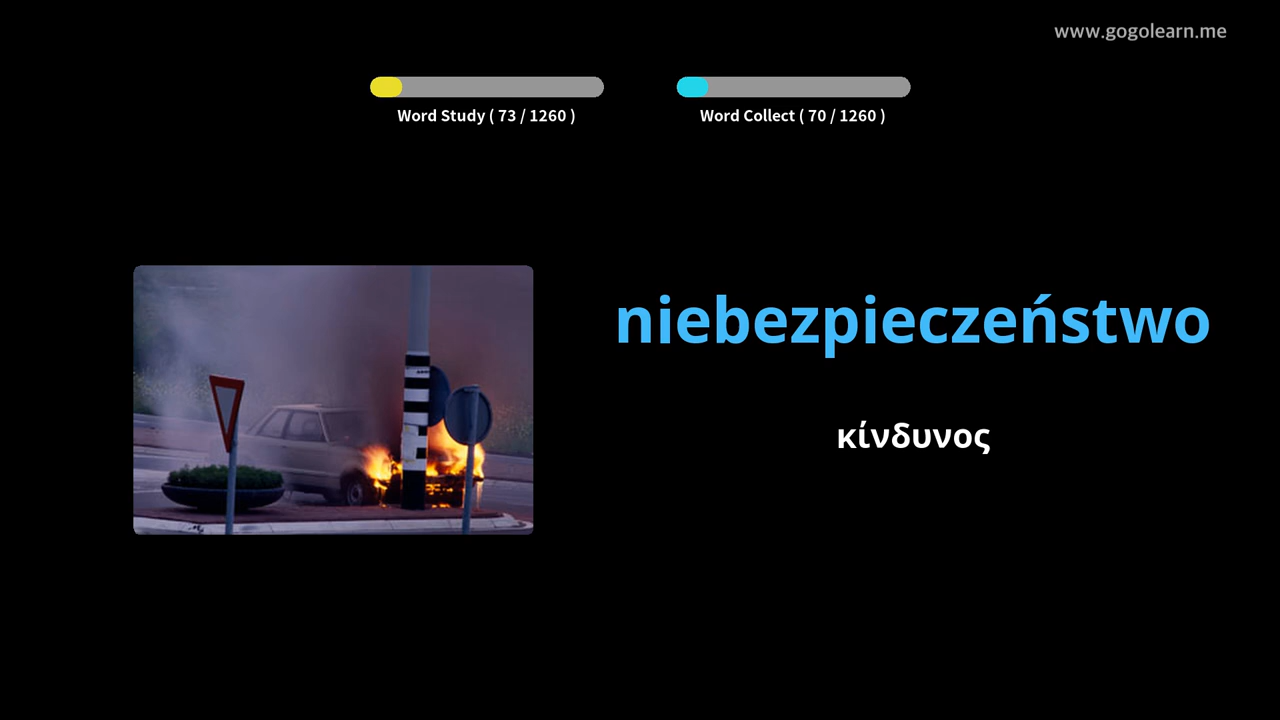 www.gogolearn.me
Word Study ( 73 / 1260 )
Word Collect ( 70 / 1260 )
niebezpieczeństwo
κίνδυνος